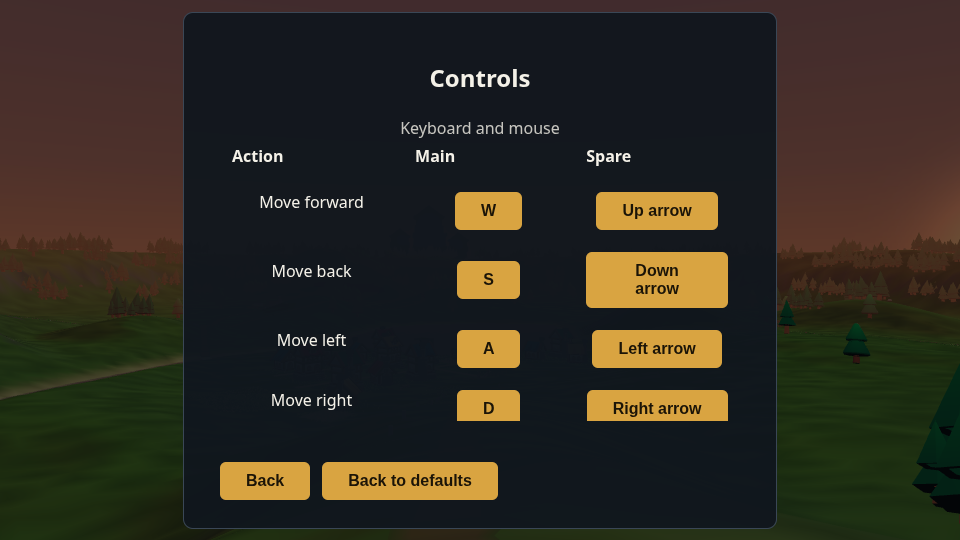 Controls
Keyboard and mouse
Action Main Spare
Move forward W Up arrow
Move back S Down arrow
Move left A Left arrow
Move right D Right arrow
Back Back to defaults